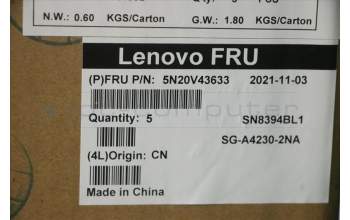 N.W.: 0.60 KGS/Carton G.W.: 1.80 KGS/Carton
Lenovo FRU
(P)FRU P/N: 5N20V43633 2021-11-03
Quantity: 5 SN8394BL1
SG-A4230-2NA
(4L)Origin: CN
Made in China